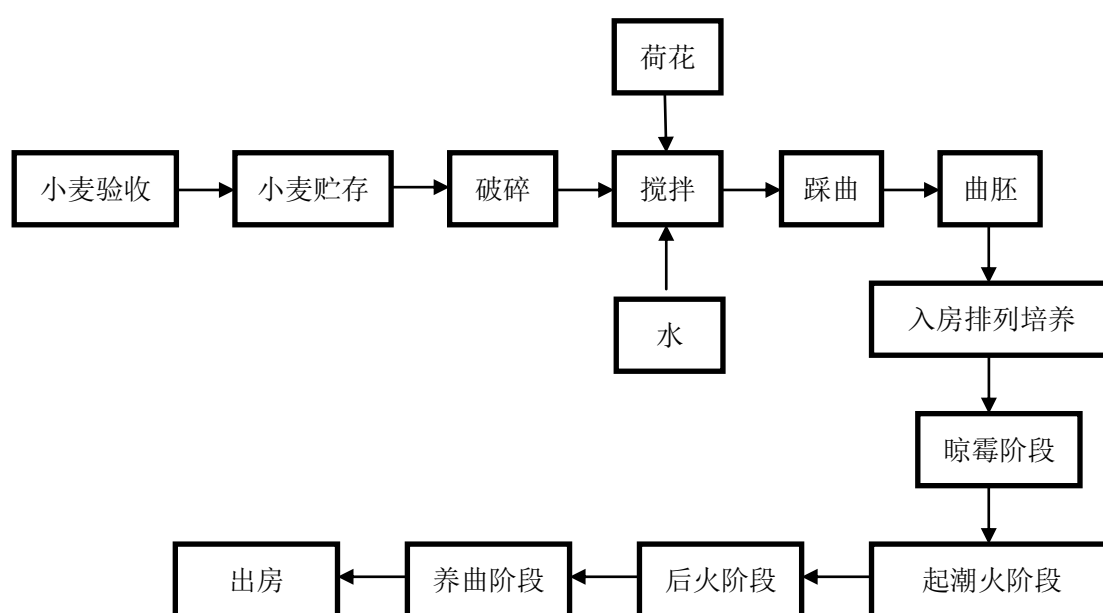 荷花
小麦验收
小麦贮存
破碎
搅拌
踩曲
曲胚
水
入房排列培养
晾霉阶段
起潮火阶段
后火阶段
养曲阶段
出房